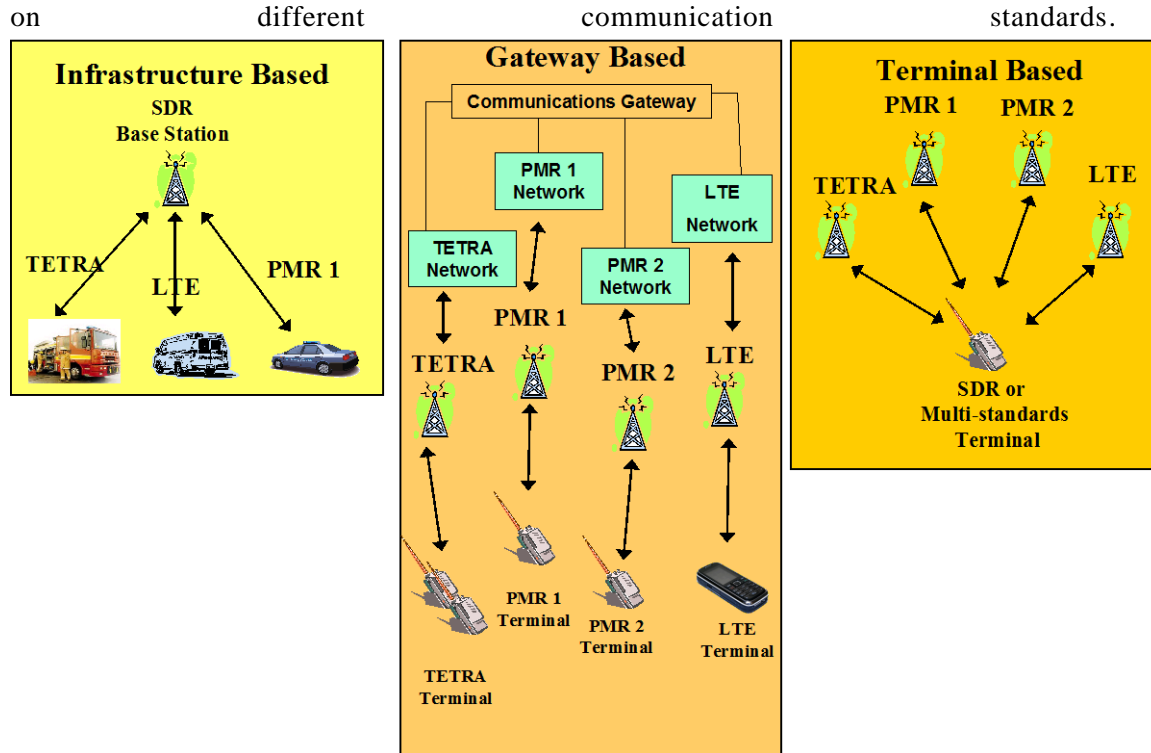 on different communication standards.
Infrastructure Based
SDR
Base Station
TETRA
LTE
PMR 1
Gateway Based
Communications Gateway
PMR 1
Network
LTE
Network
TETRA
Network
PMR 2
Network
PMR 1
TETRA
PMR 2
LTE
PMR 1
Terminal
PMR 2
Terminal
LTE
Terminal
TETRA
Terminal
Terminal Based
PMR 1
PMR 2
TETRA
LTE
SDR or
Multi-standards
Terminal